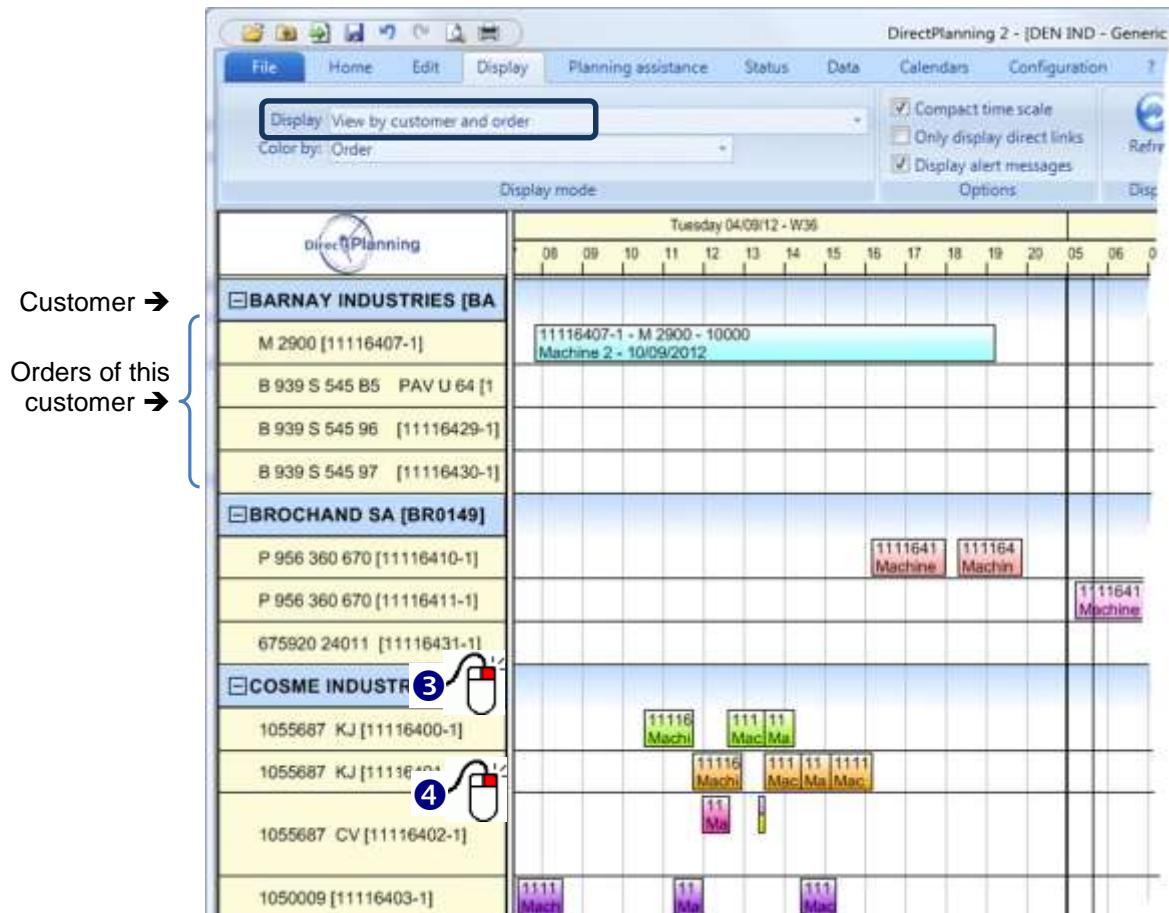 DirectPlanning 2 - [DEN IND - Generic
File Home Edit Display Planning assistance Status Data Calendars Configuration ?
Display View by customer and order
Color by: Order
Compact time scale
Only display direct links
Display alert messages
Refre
Display mode
Options
Disp
DirectPlanning
Tuesday 04/09/12 - W36
08 09 10 11 12 13 14 15 16 17 18 19 20 05 06 0
Customer ➔
BARNAY INDUSTRIES [BA
Orders of this
customer ➔
M 2900 [11116407-1]
11116407-1 - M 2900 - 10000
Machine 2 - 10/09/2012
B 939 S 545 B5 PAV U 64 [1
B 939 S 545 96 [11116429-1]
B 939 S 545 97 [11116430-1]
BROCHAND SA [BR0149]
P 956 360 670 [11116410-1]
1111641 111164
Machine Machin
P 956 360 670 [11116411-1]
1111641
Machine
675920 24011 [11116431-1]
COSME INDUSTR
❸
1055687 KJ [11116400-1]
11116 111 11
Machi Mac Ma
1055687 KJ [11116
11116 111 11 1111
Machi Mac Ma Mac
❹
11
Ma
1055687 CV [11116402-1]
1050009 [11116403-1]
1111 11 111
Mach Ma Mac